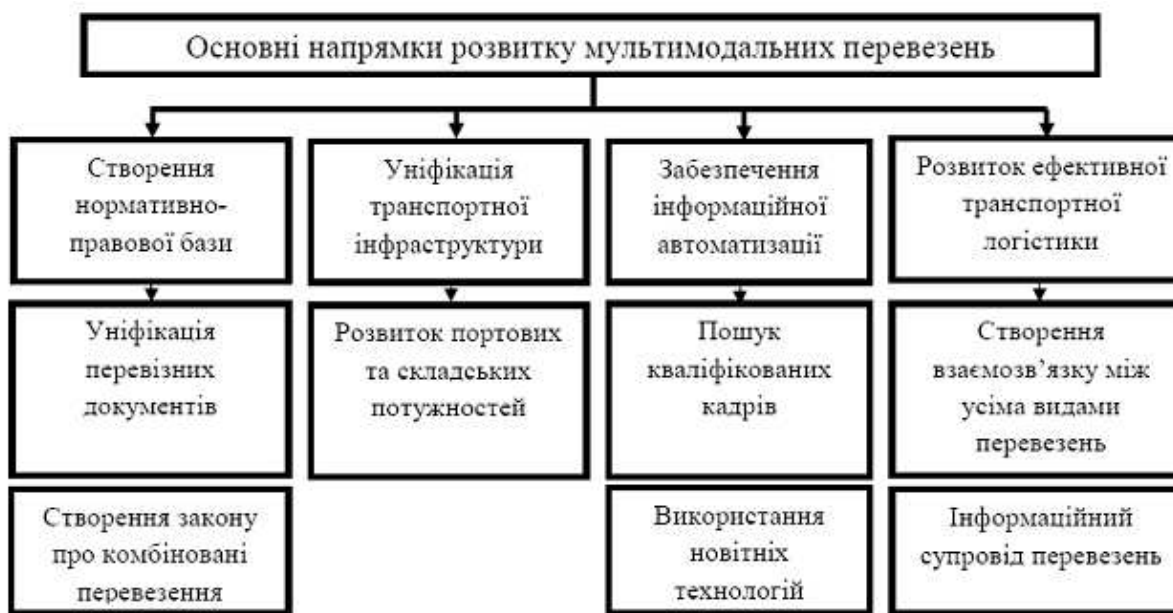 Основні напрямки розвитку мультимодальних перевезень
Створення
нормативно-
правової бази
Уніфікація
транспортної
інфраструктури
Забезпечення
інформаційної
автоматизації
Розвиток ефективної
транспортної
логістики
Уніфікація
перевізних
документів
Розвиток портових
та складських
потужностей
Пошук
кваліфікованих
кадрів
Створення
взаємозв’язку між
усіма видами
перевезень
Створення закону
про комбіновані
перевезення
Використання
новітніх
технологій
Інформаційний
супровід перевезень